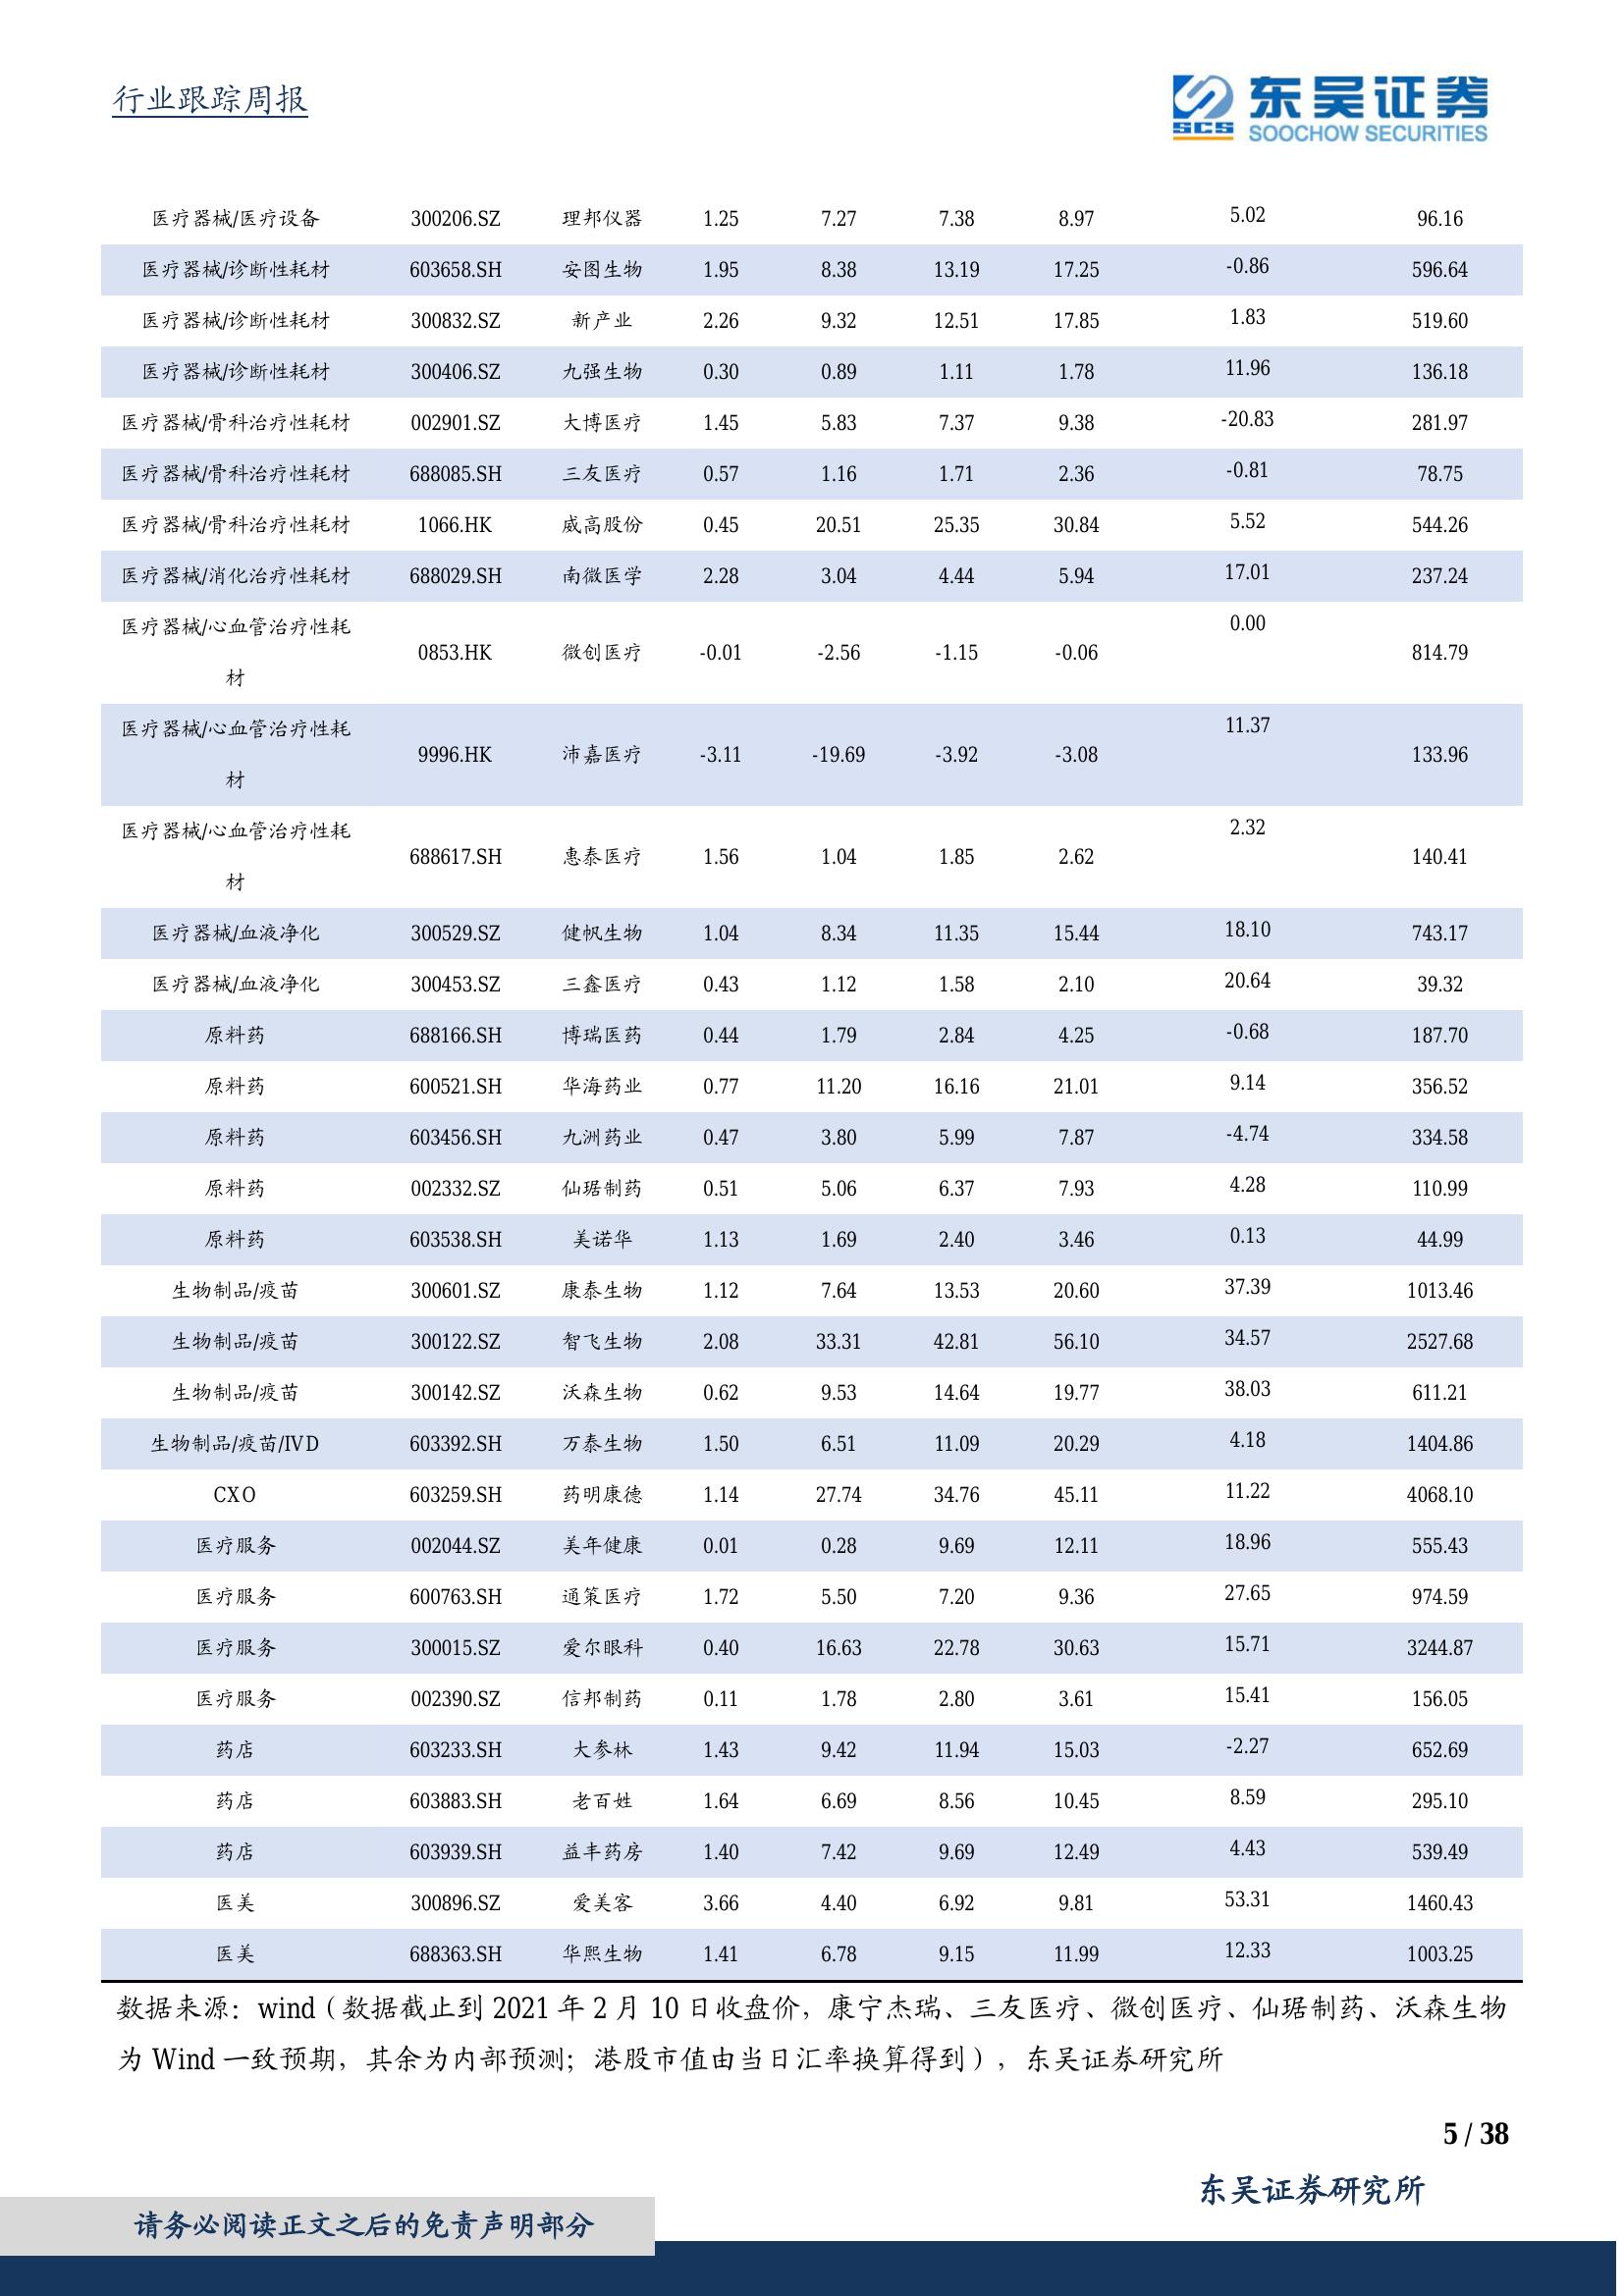 行业跟踪周报
SCS 东吴证券
SOOCHOW SECURITIES
医疗器械/医疗设备 300206.SZ 理邦仪器 1.25 7.27 7.38 8.97 5.02 96.16
医疗器械/诊断性耗材 603658.SH 安图生物 1.95 8.38 13.19 17.25 -0.86 596.64
医疗器械/诊断性耗材 300832.SZ 新产业 2.26 9.32 12.51 17.85 1.83 519.60
医疗器械/诊断性耗材 300406.SZ 九强生物 0.30 0.89 1.11 1.78 11.96 136.18
医疗器械/骨科治疗性耗材 002901.SZ 大博医疗 1.45 5.83 7.37 9.38 -20.83 281.97
医疗器械/骨科治疗性耗材 688085.SH 三友医疗 0.57 1.16 1.71 2.36 -0.81 78.75
医疗器械/骨科治疗性耗材 1066.HK 威高股份 0.45 20.51 25.35 30.84 5.52 544.26
医疗器械/消化治疗性耗材 688029.SH 南微医学 2.28 3.04 4.44 5.94 17.01 237.24
医疗器械/心血管治疗性耗
材 0853.HK 微创医疗 -0.01 -2.56 -1.15 -0.06 0.00 814.79
医疗器械/心血管治疗性耗
材 9996.HK 沛嘉医疗 -3.11 -19.69 -3.92 -3.08 11.37 133.96
医疗器械/心血管治疗性耗
材 688617.SH 惠泰医疗 1.56 1.04 1.85 2.62 2.32 140.41
医疗器械/血液净化 300529.SZ 健帆生物 1.04 8.34 11.35 15.44 18.10 743.17
医疗器械/血液净化 300453.SZ 三鑫医疗 0.43 1.12 1.58 2.10 20.64 39.32
原料药 688166.SH 博瑞医药 0.44 1.79 2.84 4.25 -0.68 187.70
原料药 600521.SH 华海药业 0.77 11.20 16.16 21.01 9.14 356.52
原料药 603456.SH 九洲药业 0.47 3.80 5.99 7.87 -4.74 334.58
原料药 002332.SZ 仙琚制药 0.51 5.06 6.37 7.93 4.28 110.99
原料药 603538.SH 美诺华 1.13 1.69 2.40 3.46 0.13 44.99
生物制品/疫苗 300601.SZ 康泰生物 1.12 7.64 13.53 20.60 37.39 1013.46
生物制品/疫苗 300122.SZ 智飞生物 2.08 33.31 42.81 56.10 34.57 2527.68
生物制品/疫苗 300142.SZ 沃森生物 0.62 9.53 14.64 19.77 38.03 611.21
生物制品/疫苗/IVD 603392.SH 万泰生物 1.50 6.51 11.09 20.29 4.18 1404.86
CXO 603259.SH 药明康德 1.14 27.74 34.76 45.11 11.22 4068.10
医疗服务 002044.SZ 美年健康 0.01 0.28 9.69 12.11 18.96 555.43
医疗服务 600763.SH 通策医疗 1.72 5.50 7.20 9.36 27.65 974.59
医疗服务 300015.SZ 爱尔眼科 0.40 16.63 22.78 30.63 15.71 3244.87
医疗服务 002390.SZ 信邦制药 0.11 1.78 2.80 3.61 15.41 156.05
药店 603233.SH 大参林 1.43 9.42 11.94 15.03 -2.27 652.69
药店 603883.SH 老百姓 1.64 6.69 8.56 10.45 8.59 295.10
药店 603939.SH 益丰药房 1.40 7.42 9.69 12.49 4.43 539.49
医美 300896.SZ 爱美客 3.66 4.40 6.92 9.81 53.31 1460.43
医美 688363.SH 华熙生物 1.41 6.78 9.15 11.99 12.33 1003.25
数据来源：wind（数据截止到 2021 年 2 月 10 日收盘价，康宁杰瑞、三友医疗、微创医疗、仙琚制药、沃森生物
为 Wind 一致预期，其余为内部预测；港股市值由当日汇率换算得到），东吴证券研究所
5 / 38
东吴证券研究所
请务必阅读正文之后的免责声明部分